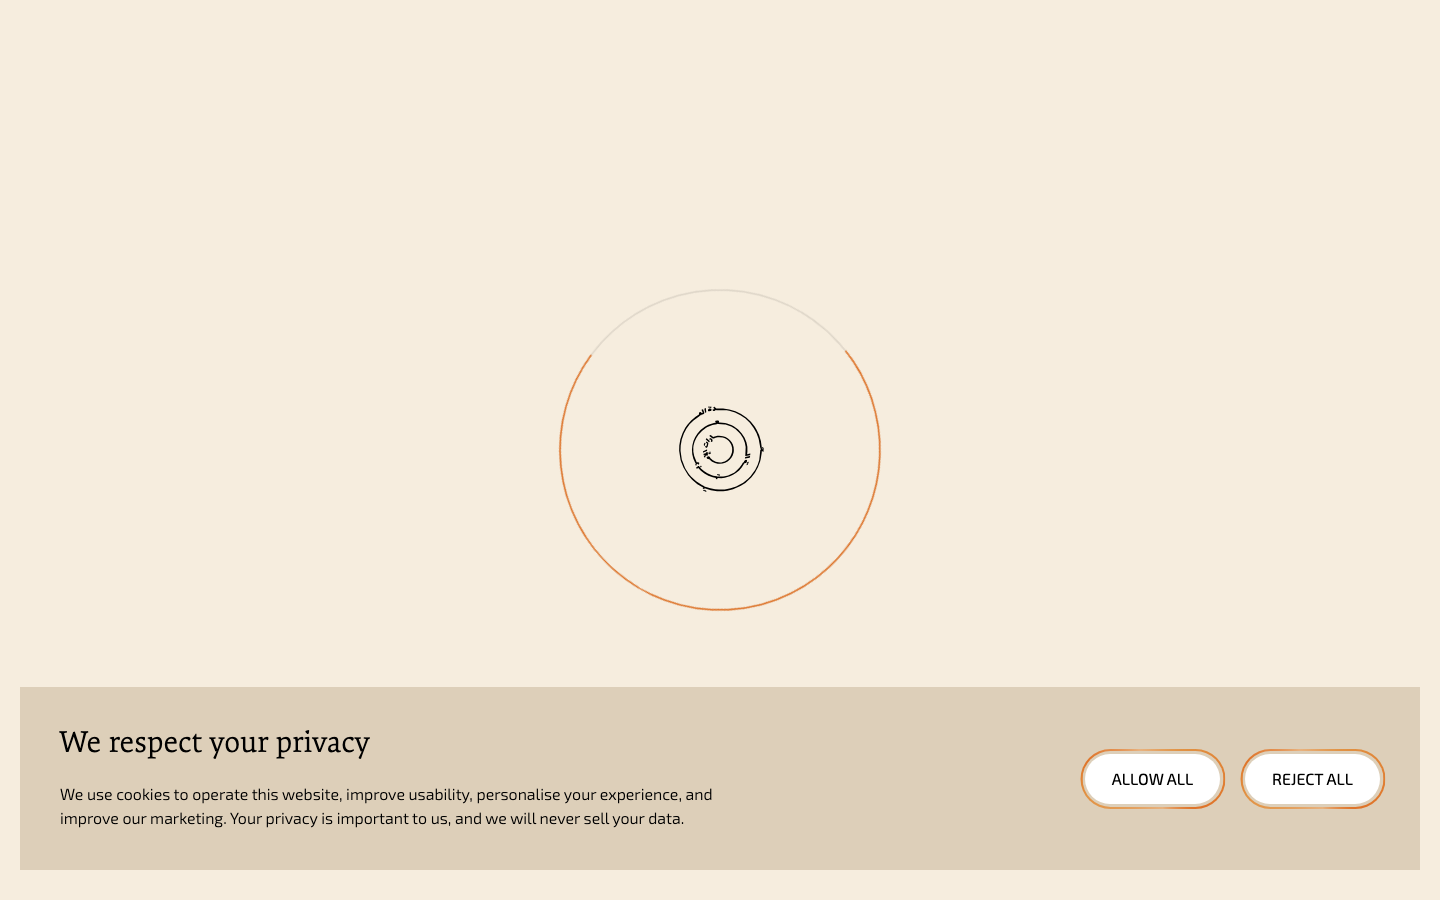 We respect your privacy
We use cookies to operate this website, improve usability, personalise your experience, and
improve our marketing. Your privacy is important to us, and we will never sell your data.
ALLOW ALL
REJECT ALL